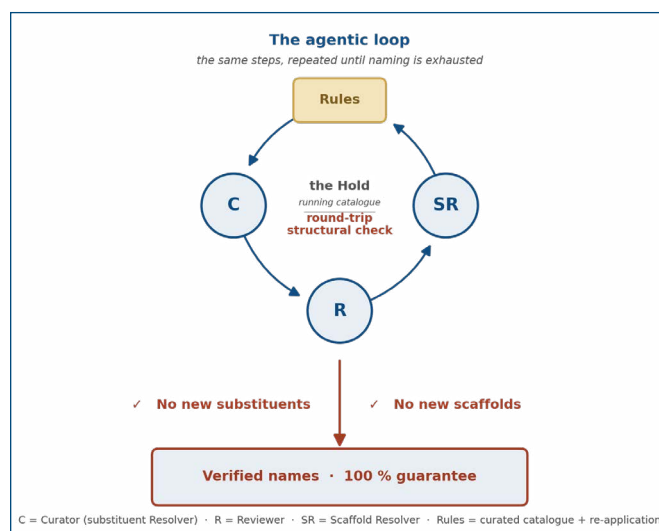 The agentic loop
the same steps, repeated until naming is exhausted
Rules
C
the Hold
running catalogue
round-trip
structural check
SR
R
✓ No new substituents ✓ No new scaffolds
Verified names · 100 % guarantee
C = Curator (substituent Resolver) · R = Reviewer · SR = Scaffold Resolver · Rules = curated catalogue + re-application